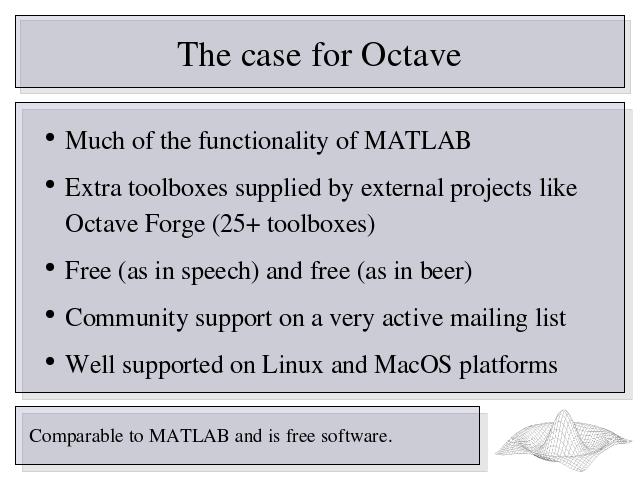 The case for Octave
• Much of the functionality of MATLAB
• Extra toolboxes supplied by external projects like
Octave Forge (25+ toolboxes)
• Free (as in speech) and free (as in beer)
• Community support on a very active mailing list
• Well supported on Linux and MacOS platforms
Comparable to MATLAB and is free software.